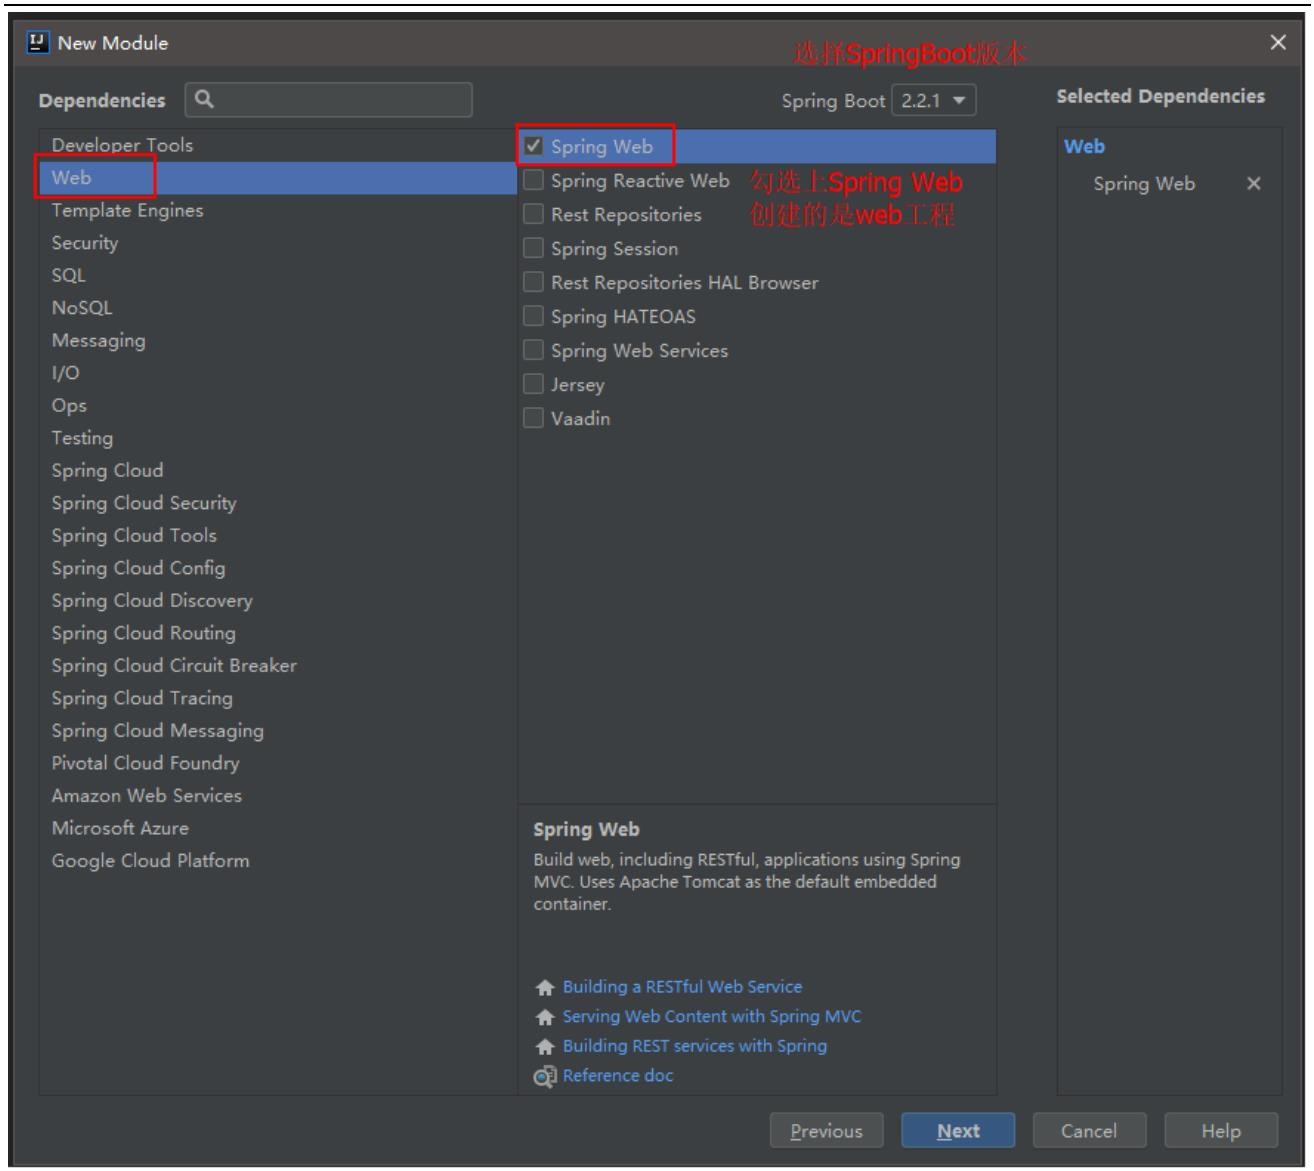 New Module
选择SpringBoot版本
Dependencies
Spring Boot 2.2.1
Selected Dependencies
Developer Tools
Web
Template Engines
Security
SQL
NoSQL
Messaging
I/O
Ops
Testing
Spring Cloud
Spring Cloud Security
Spring Cloud Tools
Spring Cloud Config
Spring Cloud Discovery
Spring Cloud Routing
Spring Cloud Circuit Breaker
Spring Cloud Tracing
Spring Cloud Messaging
Pivotal Cloud Foundry
Amazon Web Services
Microsoft Azure
Google Cloud Platform
Spring Web
Spring Reactive Web
Rest Repositories
Spring Session
Rest Repositories HAL Browser
Spring HATEOAS
Spring Web Services
Jersey
Vaadin
勾选上Spring Web
创建的是web工程
Spring Web
Build web, including RESTful, applications using Spring
MVC. Uses Apache Tomcat as the default embedded
container.
Building a RESTful Web Service
Serving Web Content with Spring MVC
Building REST services with Spring
Reference doc
Web
Spring Web
Previous
Next
Cancel
Help